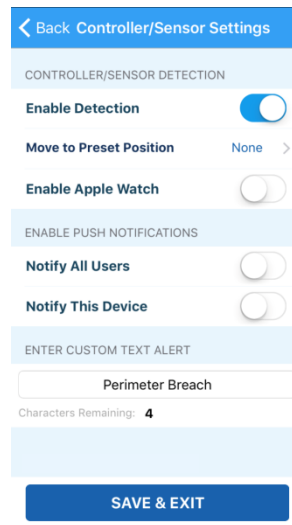 Back Controller/Sensor Settings
CONTROLLER/SENSOR DETECTION
Enable Detection
Move to Preset Position None
Enable Apple Watch
ENABLE PUSH NOTIFICATIONS
Notify All Users
Notify This Device
ENTER CUSTOM TEXT ALERT
Perimeter Breach
Characters Remaining: 4
SAVE & EXIT